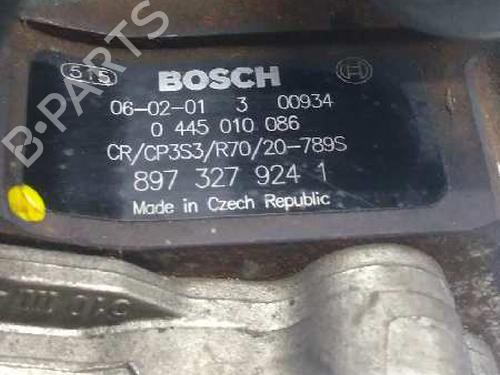 515 BOSCH
06-02-01 3 00934
0 445 010 086
CR/CP3S3/R70/20-789S
897 327 924 1
Made in Czech Republic
B-PARTS